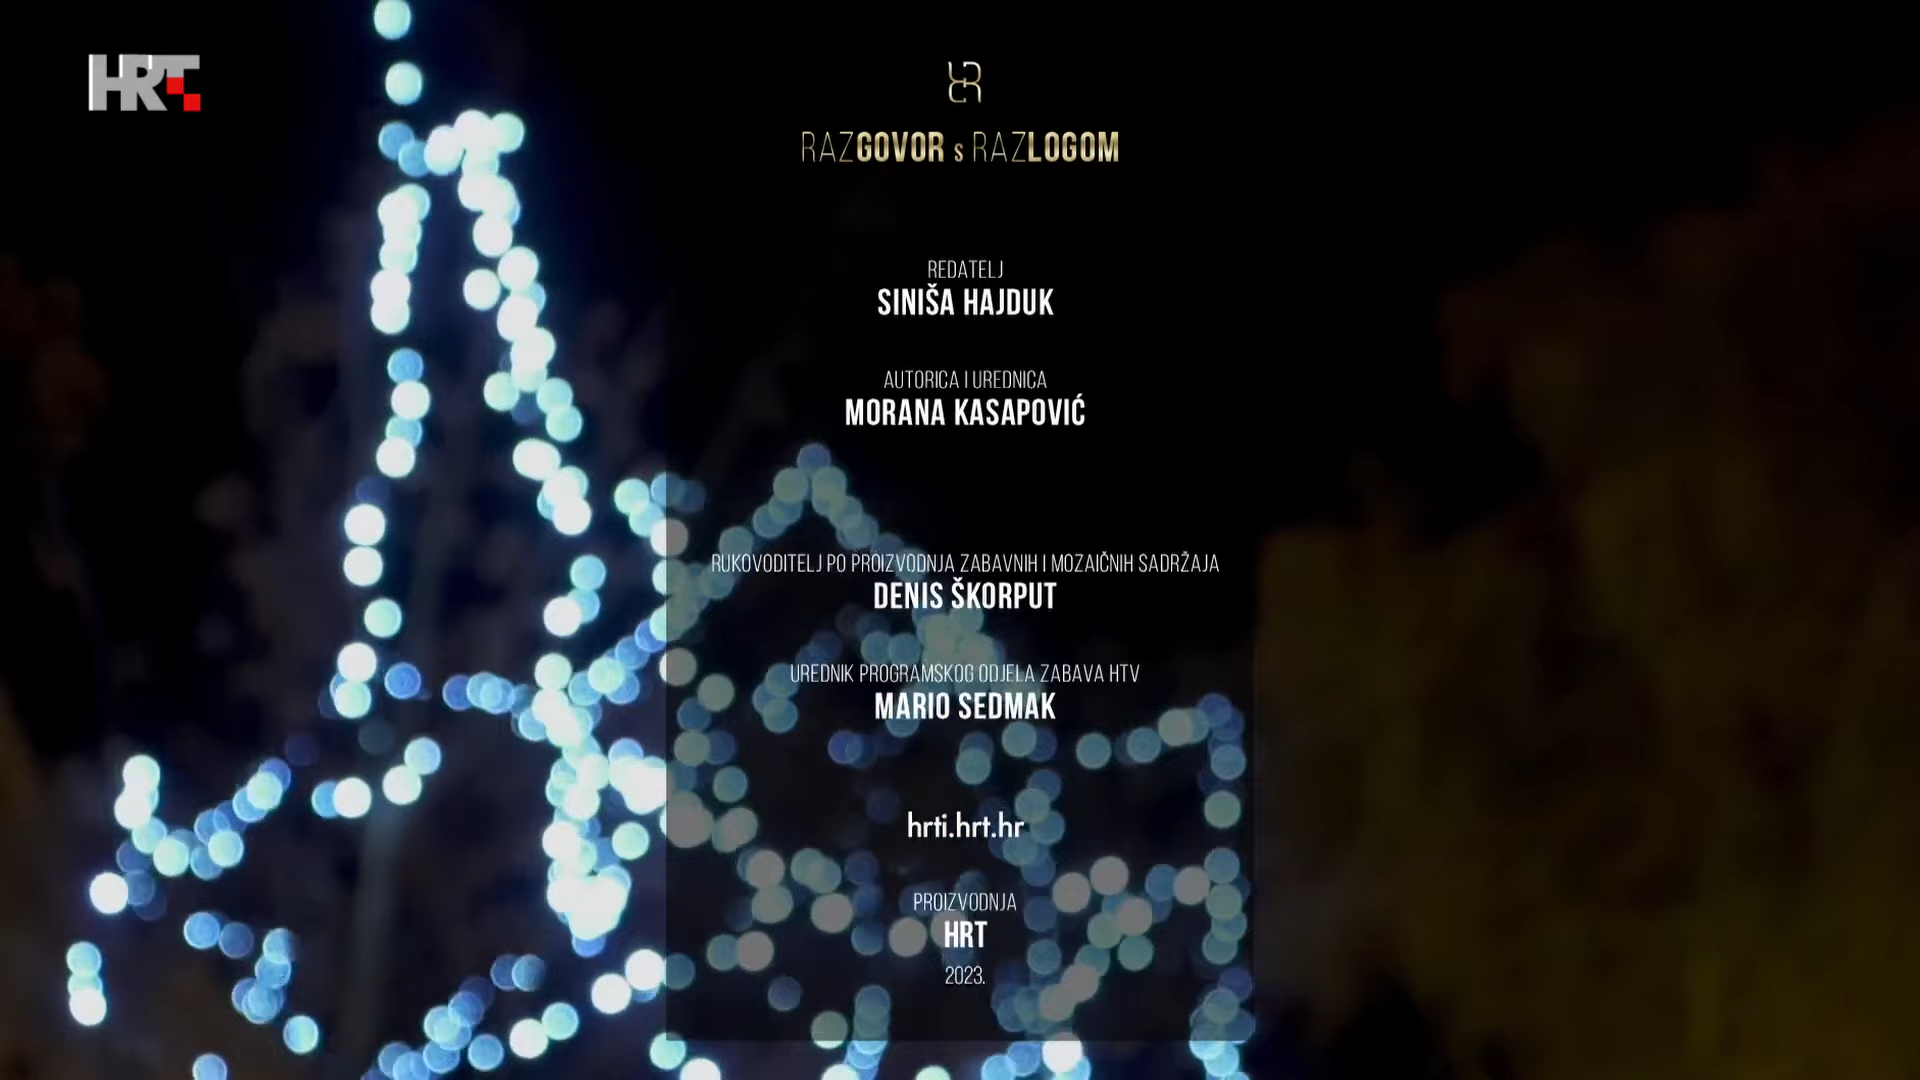 HRT
RAZGOVOR s RAZLOGOM
REDATELJ
SINIŠA HAJDUK
AUTORICA I UREDNICA
MORANA KASAPOVIĆ
RUKOVODITELJ PO PROIZVODNJA ZABAVNIH I MOZAIČNIH SADRŽAJA
DENIS ŠKORPUT
UREDNIK PROGRAMSKOG ODJELA ZABAVA HTV
MARIO SEDMAK
hrti.hrt.hr
PROIZVODNJA
HRT
2023.